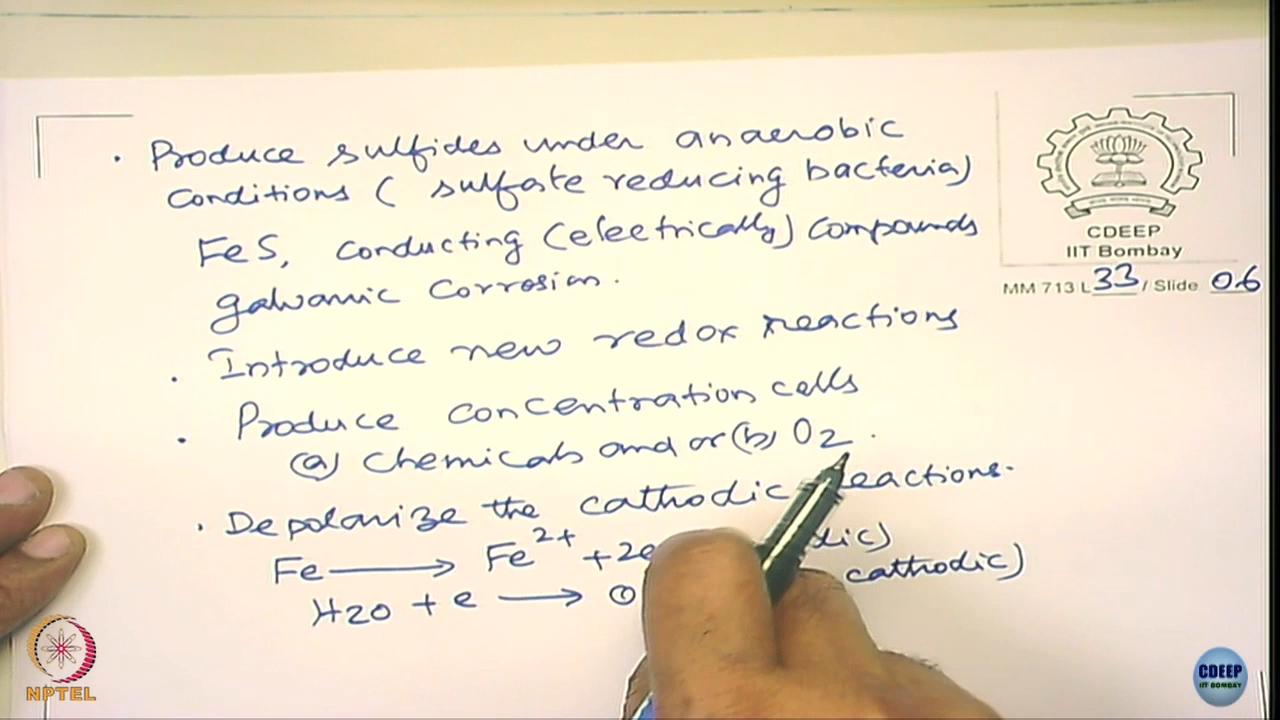 . Produce sulfides under anaerobic
Conditions ( sulfate reducing bacteria)
FeS, conducting (electrically) compounds
galvanic corrosion.
. Introduce new redox reactions
. Produce concentration cells
(a) chemicals and or (b) O2 .
. Depolarize the cathodic reactions.
Fe → Fe2+ + 2e
H2O + e → cathodic)
CDEEP
IIT Bombay
MM 713 L 33 / Slide 06
NPTEL
CDEEP
IIT BOMBAY